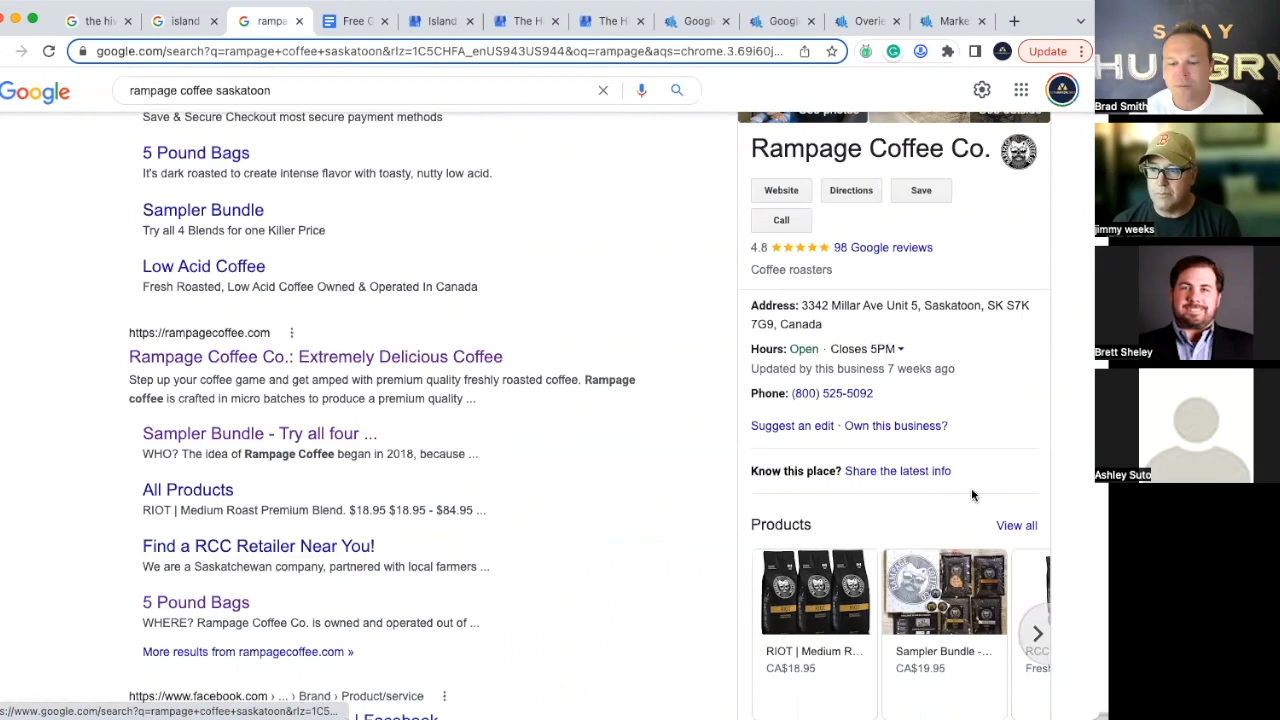 the hiv
island
rampa
Free G
Island
The H
The H
Google
Google
Overie
Marke
google.com/search?q=rampage+coffee+saskatoon&rlz=1C5CHFA_enUS943US944&oq=rampage&aqs=chrome.3.69i60j...
Update
Google
rampage coffee saskatoon
Save & Secure Checkout most secure payment methods
5 Pound Bags
It's dark roasted to create intense flavor with toasty, nutty low acid.
Sampler Bundle
Try all 4 Blends for one Killer Price
Low Acid Coffee
Fresh Roasted, Low Acid Coffee Owned & Operated In Canada
https://rampagecoffee.com
Rampage Coffee Co.: Extremely Delicious Coffee
Step up your coffee game and get amped with premium quality freshly roasted coffee. Rampage
coffee is crafted in micro batches to produce a premium quality ...
Sampler Bundle - Try all four ...
WHO? The idea of Rampage Coffee began in 2018, because ...
All Products
RIOT | Medium Roast Premium Blend. $18.95 $18.95 - $84.95 ...
Find a RCC Retailer Near You!
We are a Saskatchewan company, partnered with local farmers ...
5 Pound Bags
WHERE? Rampage Coffee Co. is owned and operated out of ...
More results from rampagecoffee.com »
https://www.facebook.com › ... › Brand › Product/service
| Facebook
s://www.google.com/search?q=rampage+coffee+saskatoon&rlz=1C5...
See photos
Rampage Coffee Co.
Website
Directions
Save
Call
4.8
98 Google reviews
Coffee roasters
Address: 3342 Millar Ave Unit 5, Saskatoon, SK S7K
7G9, Canada
Hours: Open · Closes 5PM
Updated by this business 7 weeks ago
Phone: (800) 525-5092
Suggest an edit · Own this business?
Know this place? Share the latest info
Products
View all
RIOT
RIOT | Medium R...
CA$18.95
Sampler Bundle -...
CA$19.95
RCC
Fresh
HUNGRY
Brad Smith
jimmy weeks
Brett Sheley
Ashley Suto